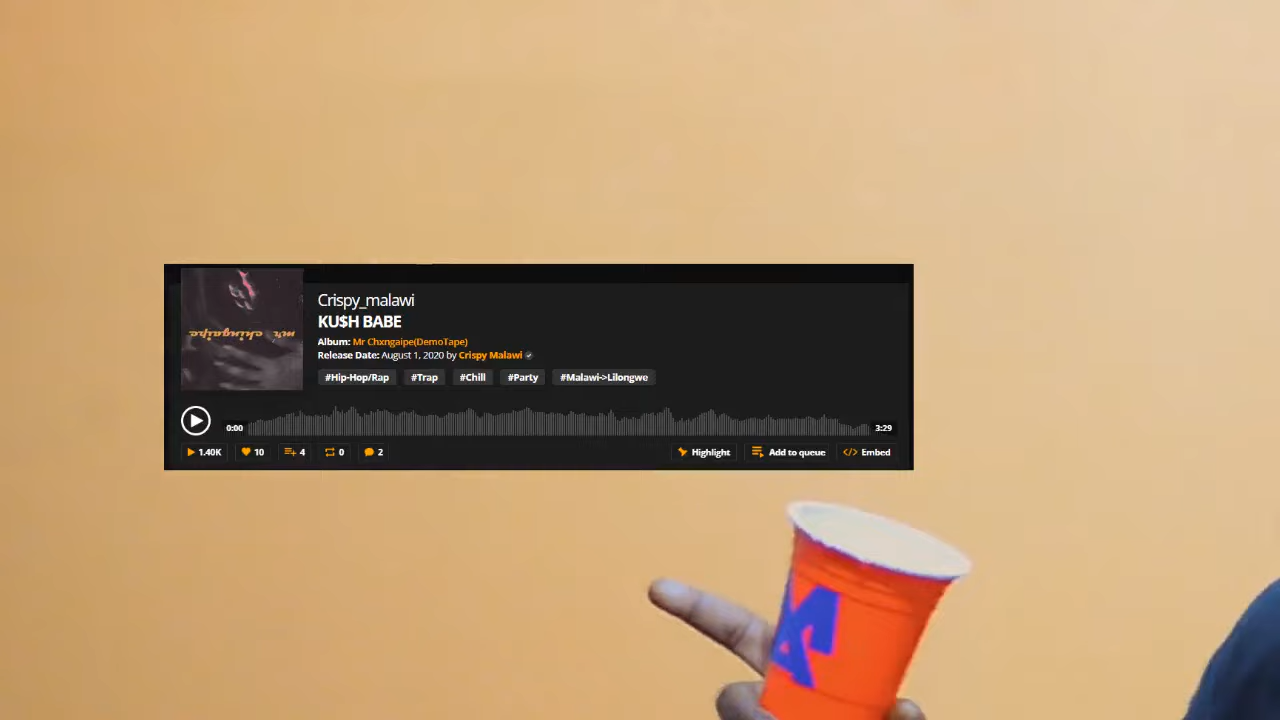 Crispy_malawi
KU$H BABE
Album: Mr Chxngaipe(DemoTape)
Release Date: August 1, 2020 by Crispy Malawi
#Hip-Hop/Rap #Trap #Chill #Party #Malawi->Lilongwe
mr chingaipe
0:00 3:29
1.40K 10 4 0 2 Highlight Add to queue Embed